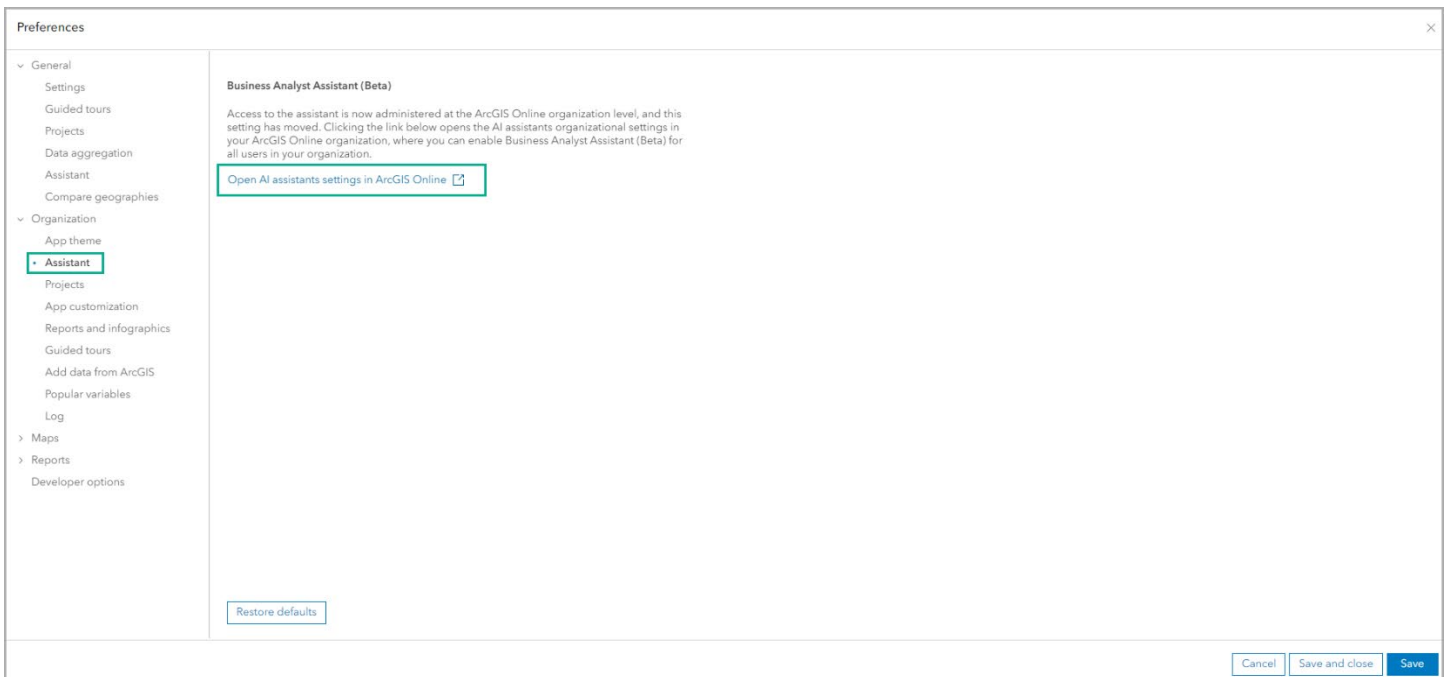 Preferences
General
Settings
Guided tours
Projects
Data aggregation
Assistant
Compare geographies
Organization
App theme
Assistant
Projects
App customization
Reports and infographics
Guided tours
Add data from ArcGIS
Popular variables
Log
Maps
Reports
Developer options
Business Analyst Assistant (Beta)
Access to the assistant is now administered at the ArcGIS Online organization level, and this
setting has moved. Clicking the link below opens the AI assistants organizational settings in
your ArcGIS Online organization, where you can enable Business Analyst Assistant (Beta) for
all users in your organization.
Open AI assistants settings in ArcGIS Online
Restore defaults
Cancel
Save and close
Save